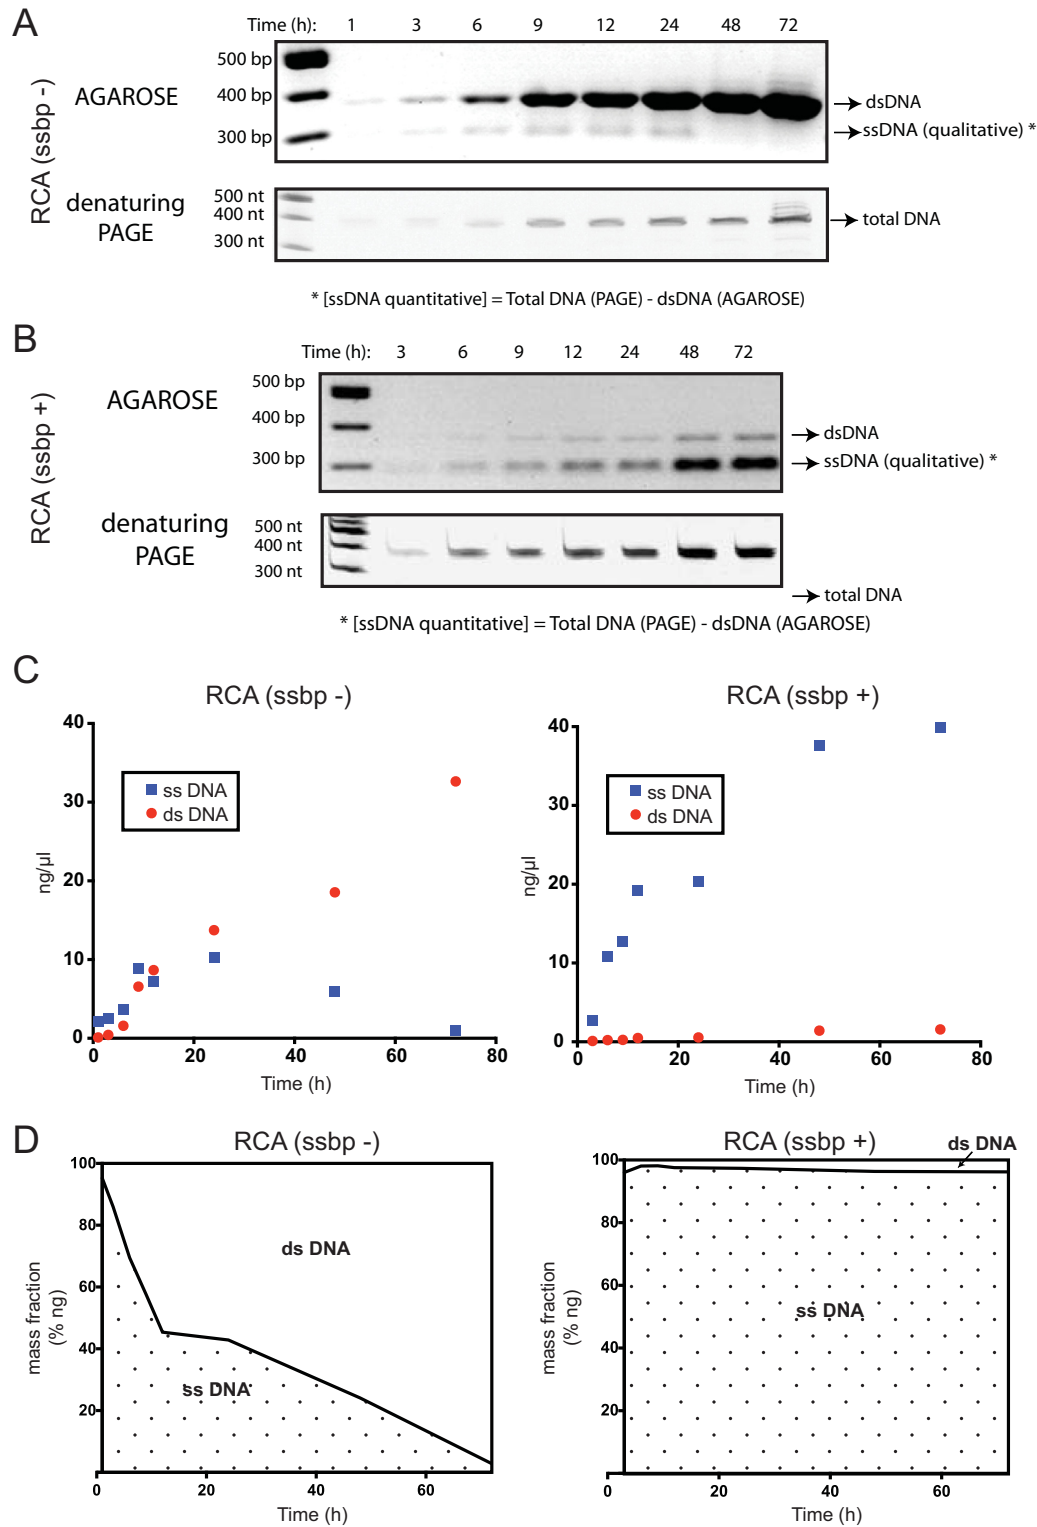 A
RCA (ssbp -)
Time (h): 1 3 6 9 12 24 48 72
AGAROSE
500 bp
400 bp
300 bp
dsDNA
ssDNA (qualitative) *
denaturing
PAGE
500 nt
400 nt
300 nt
total DNA
* [ssDNA quantitative] = Total DNA (PAGE) - dsDNA (AGAROSE)
B
RCA (ssbp +)
Time (h): 3 6 9 12 24 48 72
AGAROSE
500 bp
400 bp
300 bp
dsDNA
ssDNA (qualitative) *
denaturing
PAGE
500 nt
400 nt
300 nt
total DNA
* [ssDNA quantitative] = Total DNA (PAGE) - dsDNA (AGAROSE)
C
RCA (ssbp -)
40
30
20
10
0
ng/µl
ss DNA
ds DNA
0 20 40 60 80
Time (h)
RCA (ssbp +)
40
30
20
10
0
ng/µl
ss DNA
ds DNA
0 20 40 60 80
Time (h)
D
RCA (ssbp -)
100
80
60
40
20
mass fraction
(% ng)
ds DNA
ss DNA
0 20 40 60
Time (h)
RCA (ssbp +)
ds DNA
100
80
60
40
20
mass fraction
(% ng)
ss DNA
0 20 40 60
Time (h)